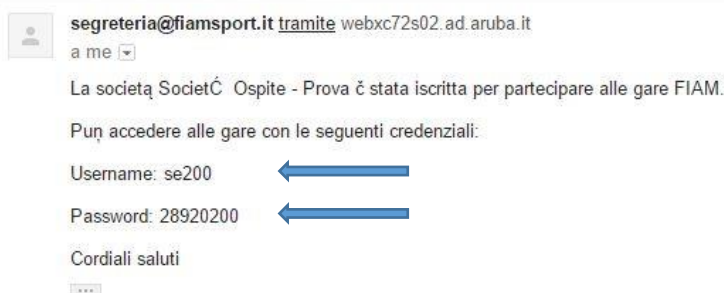 segreteria@fiamsport.it tramite webxc72s02.ad.aruba.it
a me
La societą SocietĆ Ospite - Prova č stata iscritta per partecipare alle gare FIAM.
Puņ accedere alle gare con le seguenti credenziali:
Username: se200
Password: 28920200
Cordiali saluti